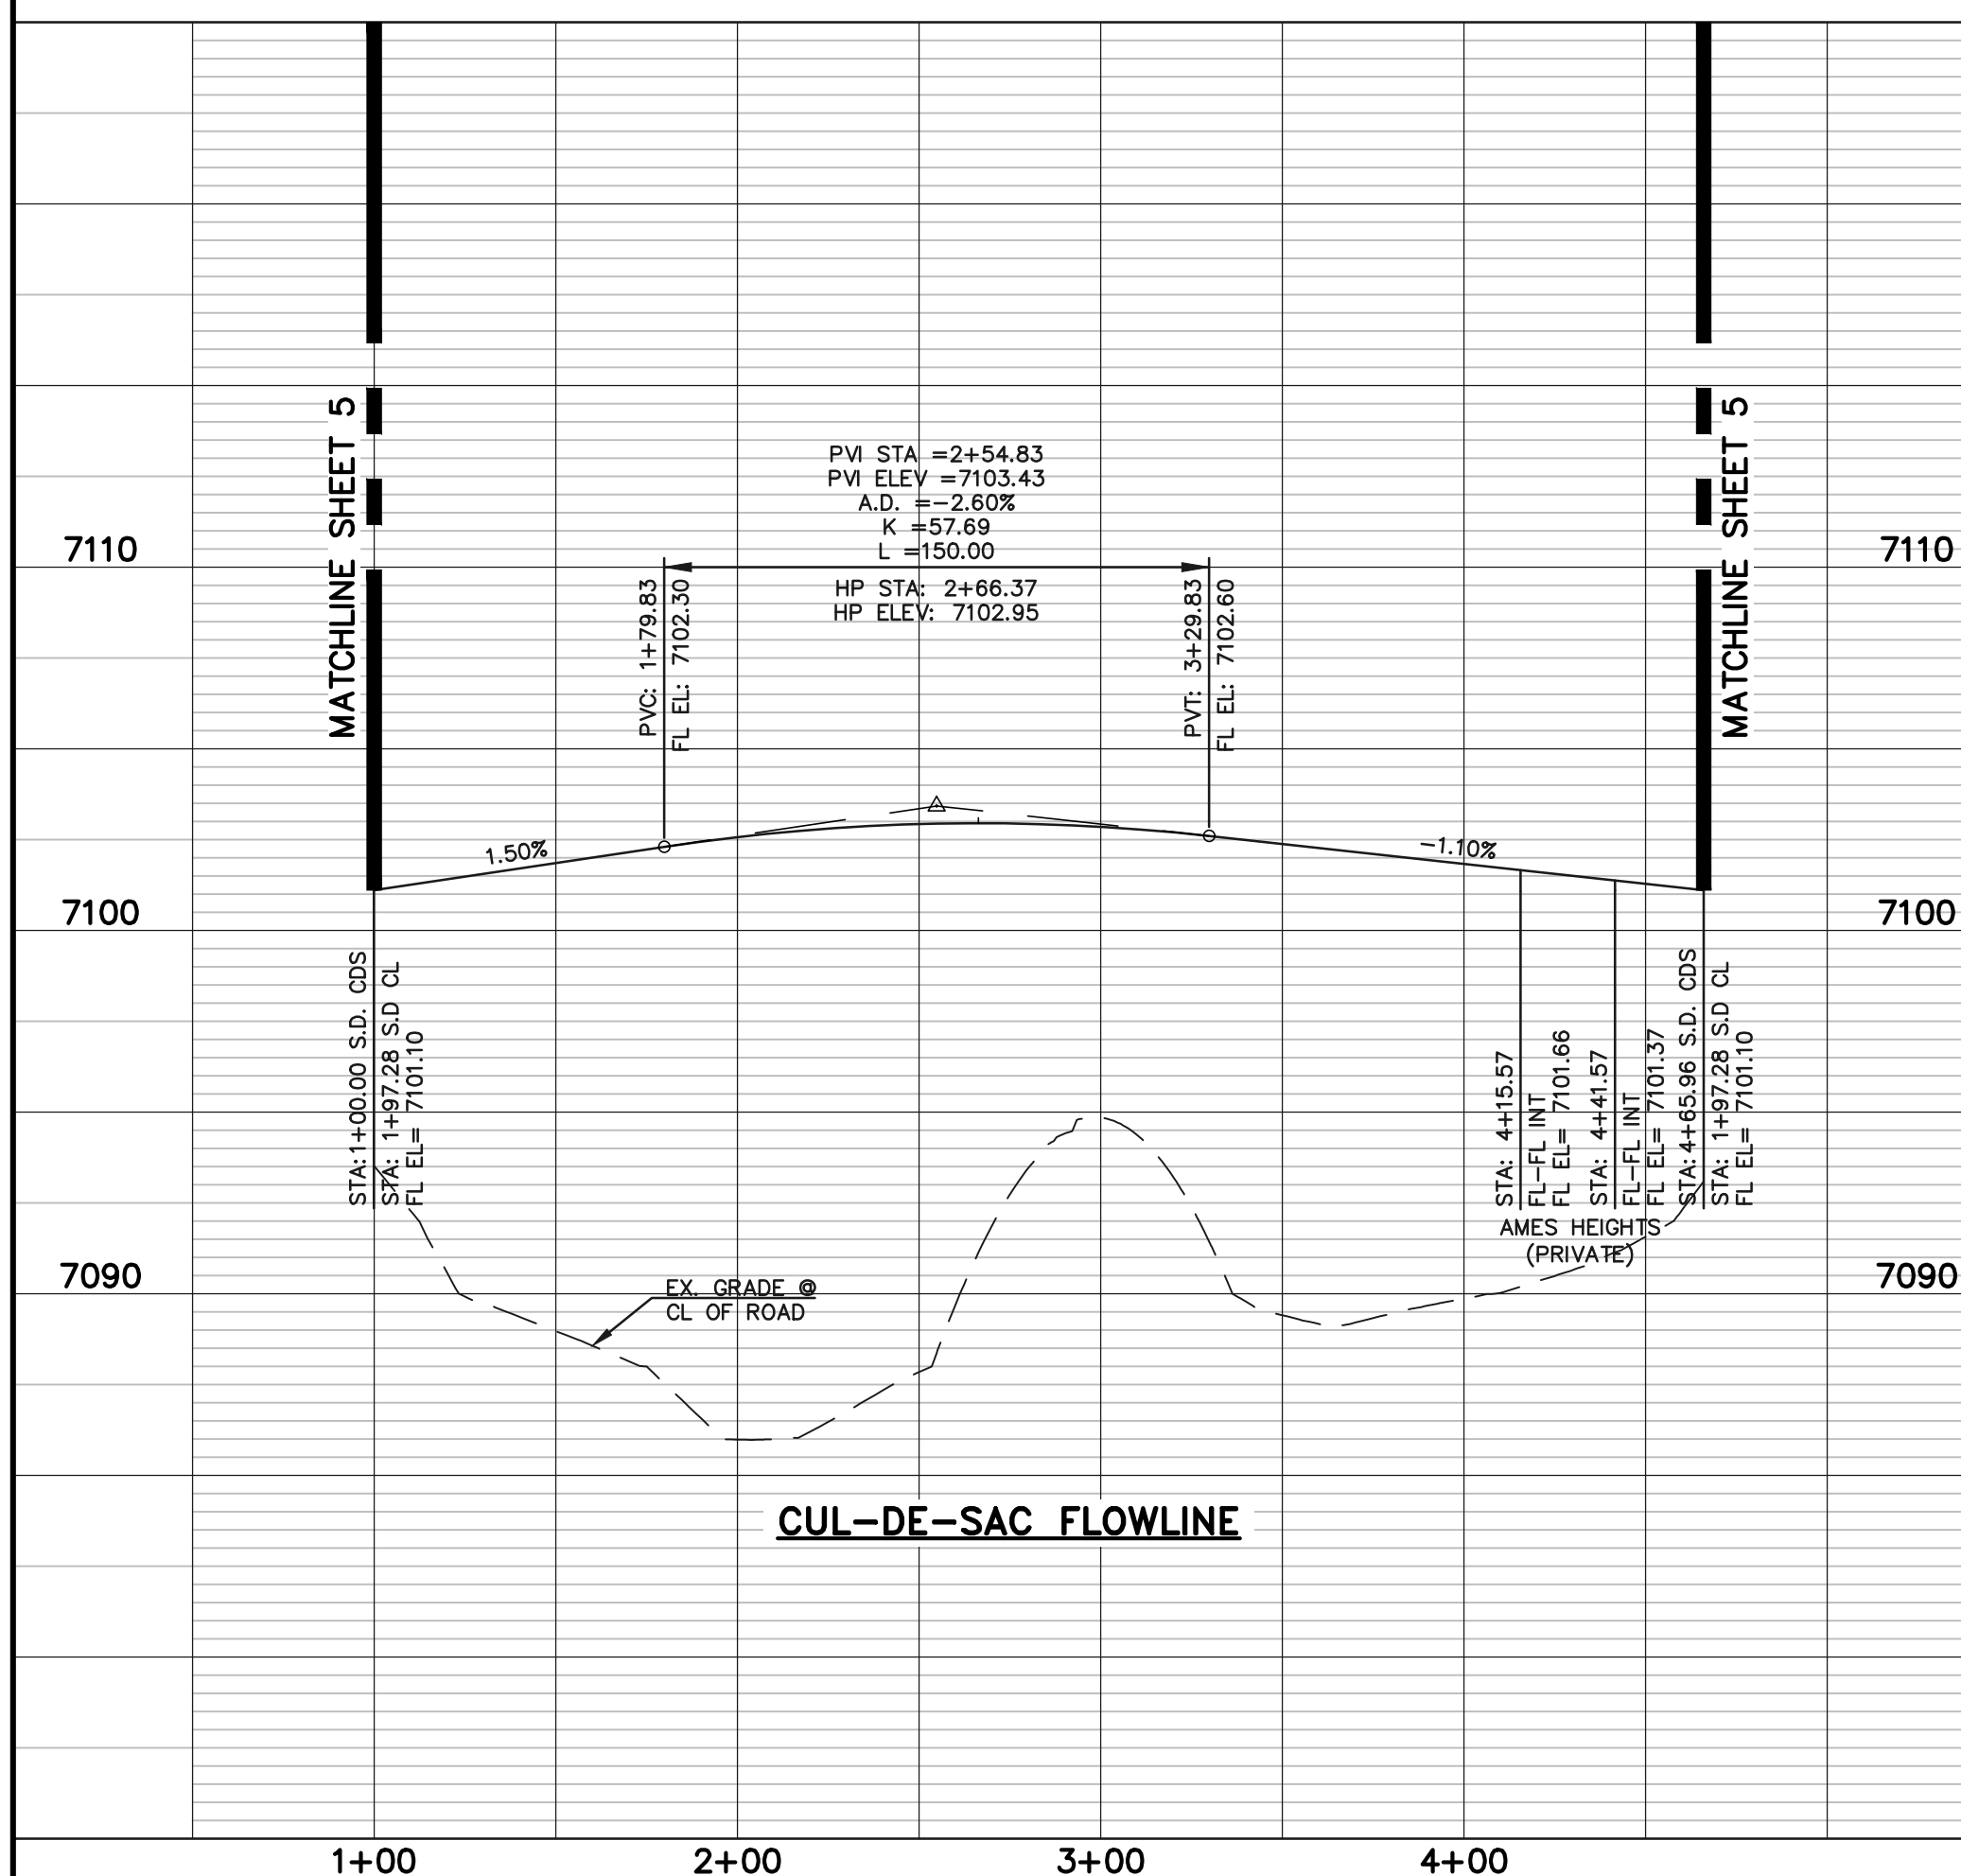 MATCHLINE SHEET 5
MATCHLINE SHEET 5
PVI STA =2+54.83
PVI ELEV =7103.43
A.D. =-2.60%
K =57.69
L =150.00
HP STA: 2+66.37
HP ELEV: 7102.95
7110
7110
PVC: 1+79.83
FL EL: 7102.30
PVT: 3+29.83
FL EL: 7102.60
1.50%
-1.10%
7100
7100
STA:1+00.00 S.D. CDS
STA: 1+97.28 S.D CL
FL EL= 7101.10
STA: 4+15.57
FL-FL INT
FL EL= 7101.66
STA: 4+41.57
FL-FL INT
FL EL= 7101.37
STA:4+65.96 S.D. CDS
STA: 1+97.28 S.D CL
FL EL= 7101.10
AMES HEIGHTS
(PRIVATE)
7090
7090
EX. GRADE @
CL OF ROAD
CUL-DE-SAC FLOWLINE
1+00
2+00
3+00
4+00